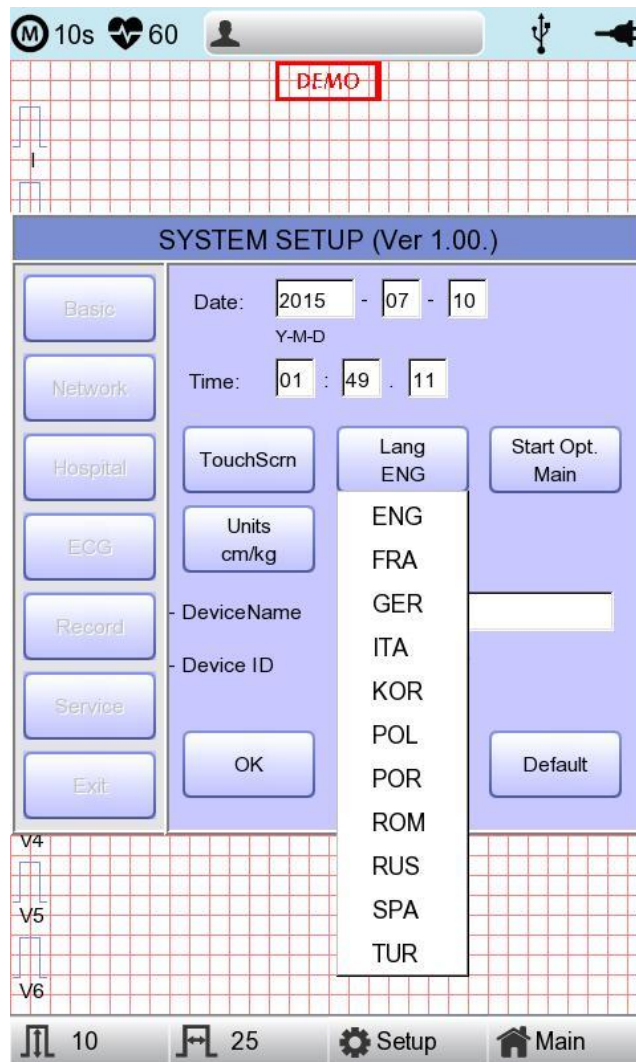 M 10s 60
DEMO
I
SYSTEM SETUP (Ver 1.00.)
Basic
Network
Hospital
ECG
Record
Service
Exit
Date: 2015 - 07 - 10
Y-M-D
Time: 01 : 49 . 11
TouchScrn
Lang
ENG
Start Opt.
Main
Units
cm/kg
- DeviceName
- Device ID
OK
Default
ENG
FRA
GER
ITA
KOR
POL
POR
ROM
RUS
SPA
TUR
V4
V5
V6
10 25 Setup Main